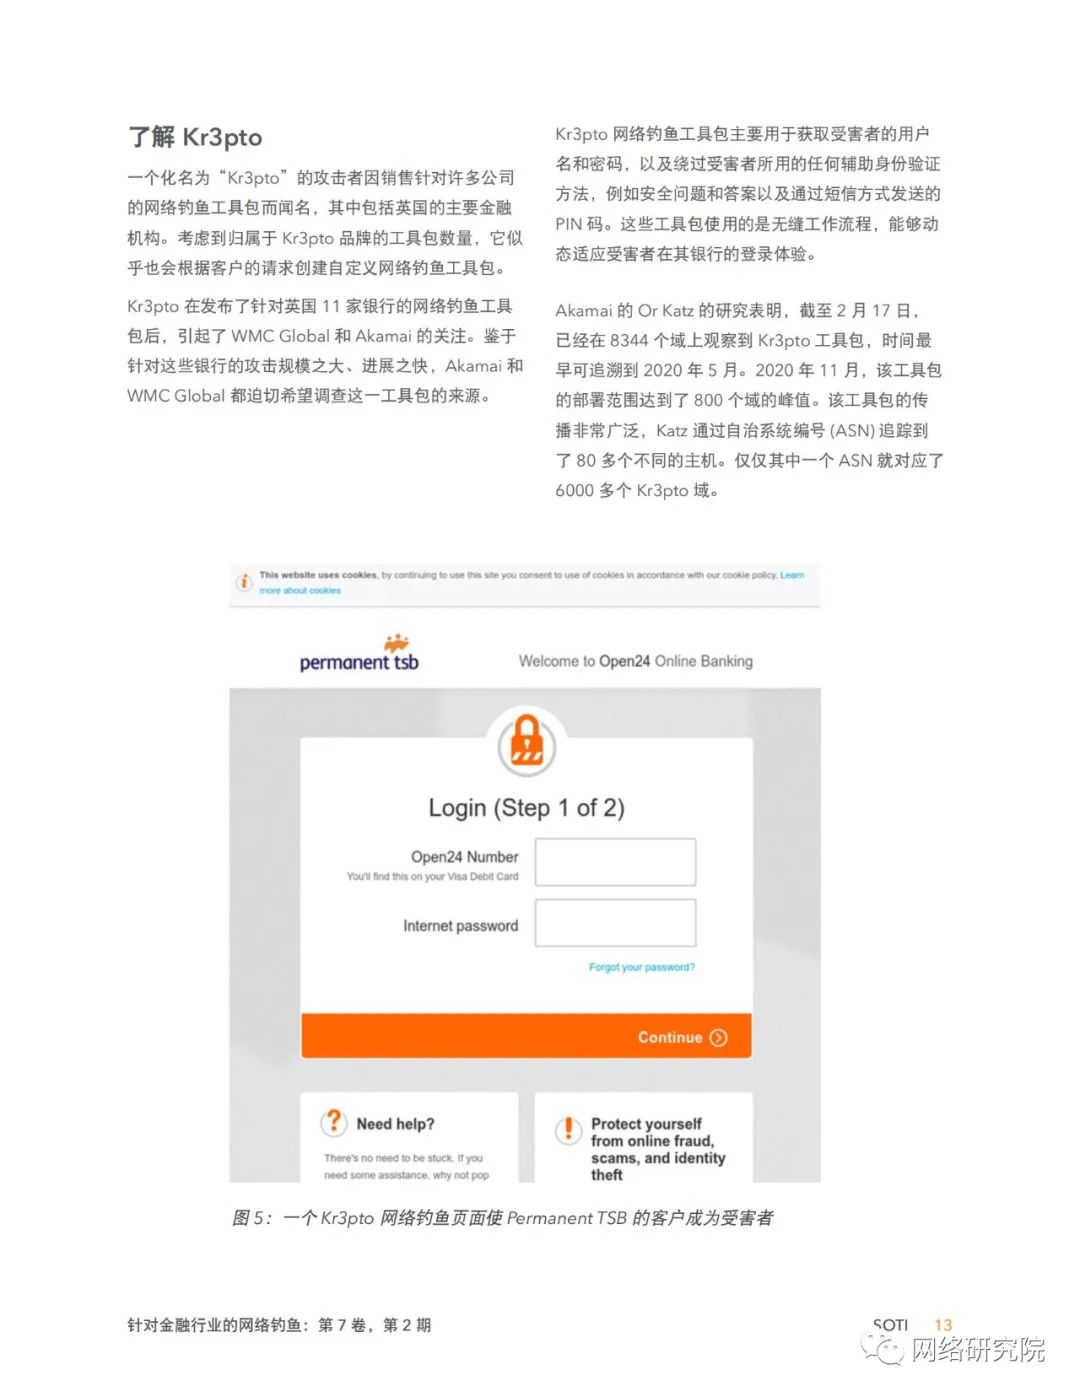 了解 Kr3pto
一个化名为“Kr3pto”的攻击者因销售针对许多公司
的网络钓鱼工具包而闻名，其中包括英国的主要金融
机构。考虑到归属于 Kr3pto 品牌的工具包数量，它似
乎也会根据客户的请求创建自定义网络钓鱼工具包。
Kr3pto 在发布了针对英国 11 家银行的网络钓鱼工具
包后，引起了 WMC Global 和 Akamai 的关注。鉴于
针对这些银行的攻击规模之大、进展之快，Akamai 和
WMC Global 都迫切希望调查这一工具包的来源。
Kr3pto 网络钓鱼工具包主要用于获取受害者的用户
名和密码，以及绕过受害者所用的任何辅助身份验证
方法，例如安全问题和答案以及通过短信方式发送的
PIN 码。这些工具包使用的是无缝工作流程，能够动
态适应受害者在其银行的登录体验。
Akamai 的 Or Katz 的研究表明，截至 2 月 17 日，
已经在 8344 个域上观察到 Kr3pto 工具包，时间最
早可追溯到 2020 年 5 月。2020 年 11 月，该工具包
的部署范围达到了 800 个域的峰值。该工具包的传
播非常广泛，Katz 通过自治系统编号 (ASN) 追踪到
了 80 多个不同的主机。仅仅其中一个 ASN 就对应了
6000 多个 Kr3pto 域。
This website uses cookies, by continuing to use this site you consent to use of cookies in accordance with our cookie policy. Learn
more about cookies
permanent tsb
Welcome to Open24 Online Banking
Login (Step 1 of 2)
Open24 Number
You'll find this on your Visa Debit Card
Internet password
Forgot your password?
Continue
Need help?
There's no need to be stuck. If you
need some assistance, why not pop
Protect yourself
from online fraud,
scams, and identity
theft
图 5：一个 Kr3pto 网络钓鱼页面使 Permanent TSB 的客户成为受害者
针对金融行业的网络钓鱼：第 7 卷，第 2 期
SOTI 13
网络研究院